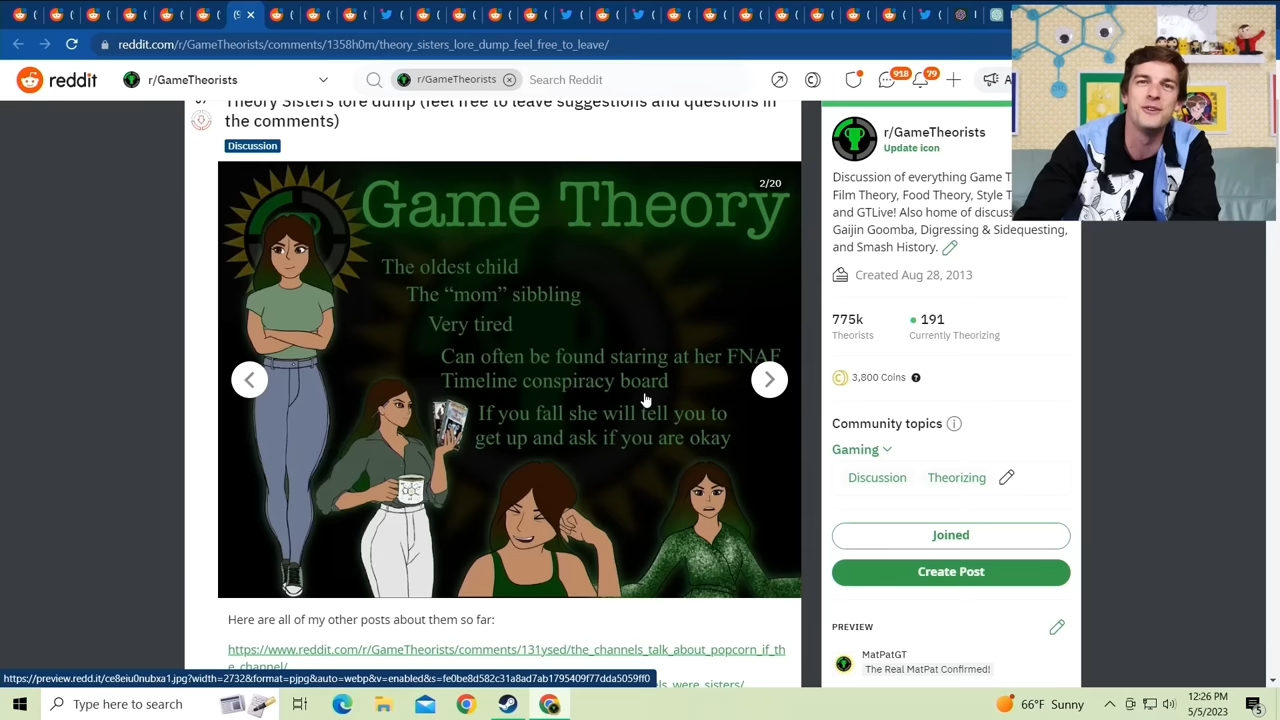 reddit.com/r/GameTheorists/comments/1358h0m/theory_sisters_lore_dump_feel_free_to_leave/
reddit
r/GameTheorists
r/GameTheorists
Search Reddit
918
79
Theory Sisters lore dump (feel free to leave suggestions and questions in
the comments)
Discussion
2/20
Game Theory
The oldest child
The “mom” sibbling
Very tired
Can often be found staring at her FNAF
Timeline conspiracy board
If you fall she will tell you to
get up and ask if you are okay
Here are all of my other posts about them so far:
https://www.reddit.com/r/GameTheorists/comments/131ysed/the_channels_talk_about_popcorn_if_th
e_channel/
els_were_sisters/
r/GameTheorists
Update icon
Discussion of everything Game T
Film Theory, Food Theory, Style T
and GTLive! Also home of discus
Gaijin Goomba, Digressing & Sidequesting,
and Smash History.
Created Aug 28, 2013
775k
191
Theorists
Currently Theorizing
3,800 Coins
Community topics
Gaming
Discussion
Theorizing
Joined
Create Post
PREVIEW
MatPatGT
The Real MatPat Confirmed!
https://preview.redd.it/ce8eiu0nubxa1.jpg?width=2732&format=pjpg&auto=webp&v=enabled&s=fe0be8d582c31a8ad7ab1795409f77dda5059ff0
Type here to search
66°F Sunny
12:26 PM
5/5/2023
5